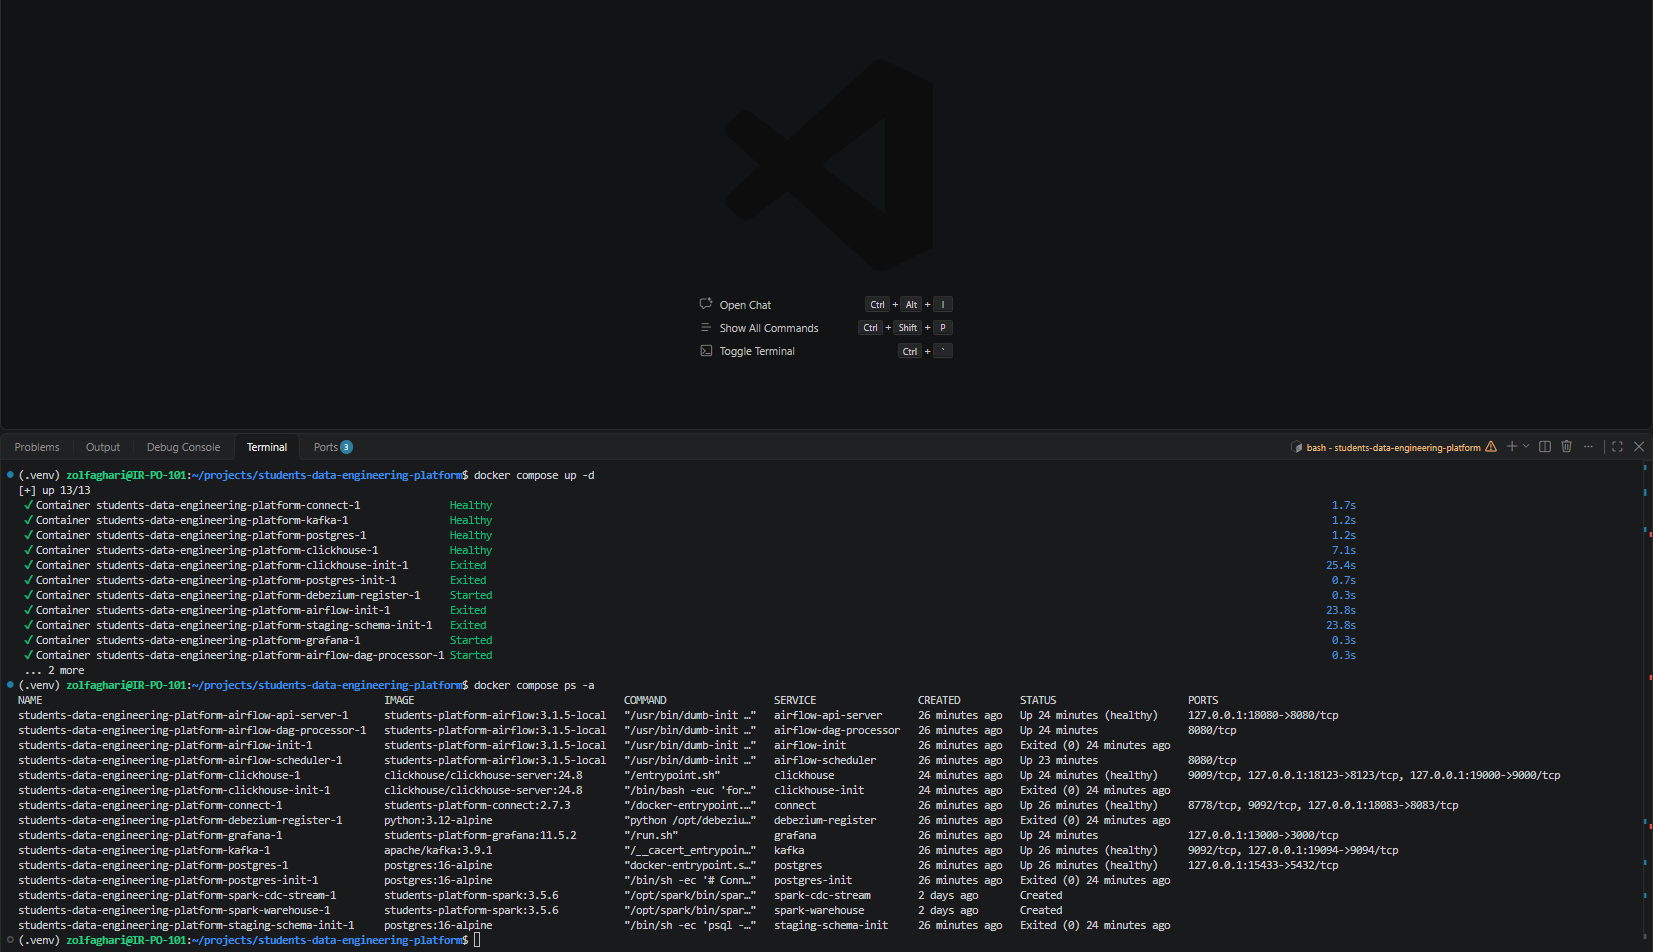 Open Chat Ctrl + Alt + I
Show All Commands Ctrl + Shift + P
Toggle Terminal Ctrl + `
Problems Output Debug Console Terminal Ports 3 bash - students-data-engineering-platform
(.venv) zolfaghari@IR-PO-101:~/projects/students-data-engineering-platform$ docker compose up -d
[+] up 13/13
✓Container students-data-engineering-platform-connect-1 Healthy 1.7s
✓Container students-data-engineering-platform-kafka-1 Healthy 1.2s
✓Container students-data-engineering-platform-postgres-1 Healthy 1.2s
✓Container students-data-engineering-platform-clickhouse-1 Healthy 7.1s
✓Container students-data-engineering-platform-clickhouse-init-1 Exited 25.4s
✓Container students-data-engineering-platform-postgres-init-1 Exited 0.7s
✓Container students-data-engineering-platform-debezium-register-1 Started 0.3s
✓Container students-data-engineering-platform-airflow-init-1 Exited 23.8s
✓Container students-data-engineering-platform-staging-schema-init-1 Exited 23.8s
✓Container students-data-engineering-platform-grafana-1 Started 0.3s
✓Container students-data-engineering-platform-airflow-dag-processor-1 Started 0.3s
... 2 more
(.venv) zolfaghari@IR-PO-101:~/projects/students-data-engineering-platform$ docker compose ps -a
NAME IMAGE COMMAND SERVICE CREATED STATUS PORTS
students-data-engineering-platform-airflow-api-server-1 students-platform-airflow:3.1.5-local "/usr/bin/dumb-init …" airflow-api-server 26 minutes ago Up 24 minutes (healthy) 127.0.0.1:18080->8080/tcp
students-data-engineering-platform-airflow-dag-processor-1 students-platform-airflow:3.1.5-local "/usr/bin/dumb-init …" airflow-dag-processor 26 minutes ago Up 24 minutes 8080/tcp
students-data-engineering-platform-airflow-init-1 students-platform-airflow:3.1.5-local "/usr/bin/dumb-init …" airflow-init 26 minutes ago Exited (0) 24 minutes ago
students-data-engineering-platform-airflow-scheduler-1 students-platform-airflow:3.1.5-local "/usr/bin/dumb-init …" airflow-scheduler 26 minutes ago Up 23 minutes 8080/tcp
students-data-engineering-platform-clickhouse-1 clickhouse/clickhouse-server:24.8 "/entrypoint.sh" clickhouse 24 minutes ago Up 24 minutes (healthy) 9009/tcp, 127.0.0.1:18123->8123/tcp, 127.0.0.1:19000->9000/tcp
students-data-engineering-platform-clickhouse-init-1 clickhouse/clickhouse-server:24.8 "/bin/bash -euc 'for…" clickhouse-init 24 minutes ago Exited (0) 24 minutes ago
students-data-engineering-platform-connect-1 students-platform-connect:2.7.3 "/docker-entrypoint.…" connect 26 minutes ago Up 26 minutes (healthy) 8778/tcp, 9092/tcp, 127.0.0.1:18083->8083/tcp
students-data-engineering-platform-debezium-register-1 python:3.12-alpine "python /opt/debeziu…" debezium-register 26 minutes ago Exited (0) 24 minutes ago
students-data-engineering-platform-grafana-1 students-platform-grafana:11.5.2 "/run.sh" grafana 26 minutes ago Up 24 minutes 127.0.0.1:13000->3000/tcp
students-data-engineering-platform-kafka-1 apache/kafka:3.9.1 "/__cacert_entrypoin…" kafka 26 minutes ago Up 26 minutes (healthy) 9092/tcp, 127.0.0.1:19094->9094/tcp
students-data-engineering-platform-postgres-1 postgres:16-alpine "docker-entrypoint.s…" postgres 26 minutes ago Up 26 minutes (healthy) 127.0.0.1:15433->5432/tcp
students-data-engineering-platform-postgres-init-1 postgres:16-alpine "/bin/sh -ec '# Conn…" postgres-init 26 minutes ago Exited (0) 24 minutes ago
students-data-engineering-platform-spark-cdc-stream-1 students-platform-spark:3.5.6 "/opt/spark/bin/spar…" spark-cdc-stream 2 days ago Created
students-data-engineering-platform-spark-warehouse-1 students-platform-spark:3.5.6 "/opt/spark/bin/spar…" spark-warehouse 2 days ago Created
students-data-engineering-platform-staging-schema-init-1 postgres:16-alpine "/bin/sh -ec 'psql -…" staging-schema-init 26 minutes ago Exited (0) 24 minutes ago
(.venv) zolfaghari@IR-PO-101:~/projects/students-data-engineering-platform$